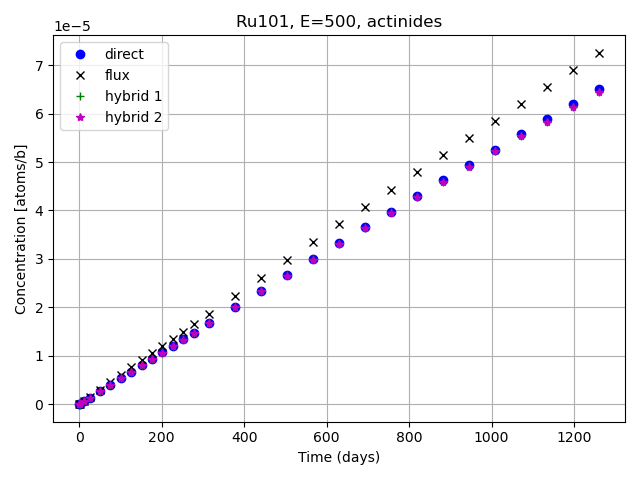 Ru101, E=500, actinides
1e−5
direct
flux
hybrid 1
hybrid 2
7
6
5
4
3
2
1
0
Concentration [atoms/b]
0 200 400 600 800 1000 1200
Time (days)